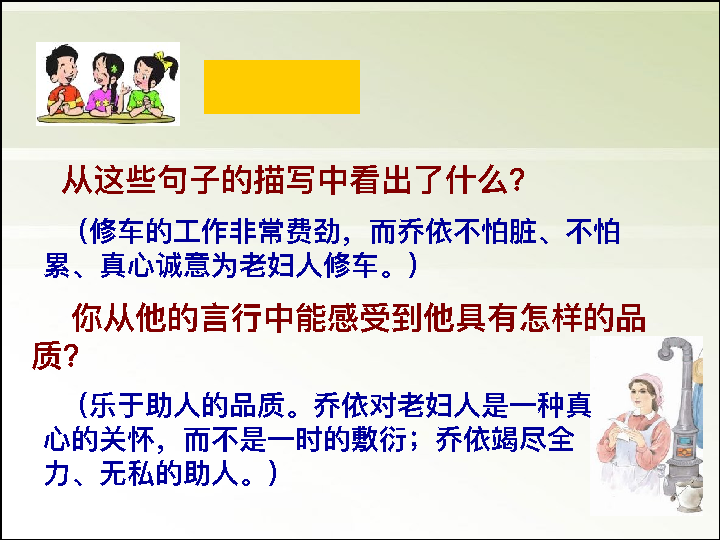 从这些句子的描写中看出了什么?
（修车的工作非常费劲，而乔依不怕脏、不怕
累、真心诚意为老妇人修车。）
你从他的言行中能感受到他具有怎样的品
质?
（乐于助人的品质。乔依对老妇人是一种真
心的关怀，而不是一时的敷衍；乔依竭尽全
力、无私的助人。）